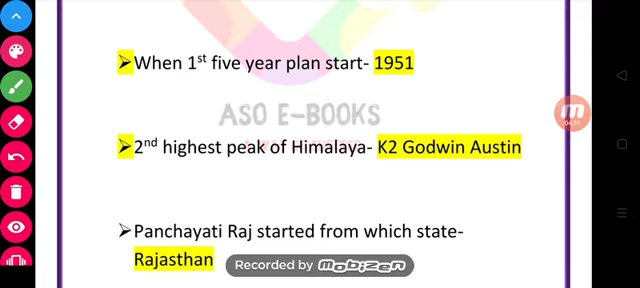 ➢When 1st five year plan start- 1951
ASO E-BOOKS
➢2nd highest peak of Himalaya- K2 Godwin Austin
➢Panchayati Raj started from which state-
Rajasthan
Recorded by mobizen
04:51